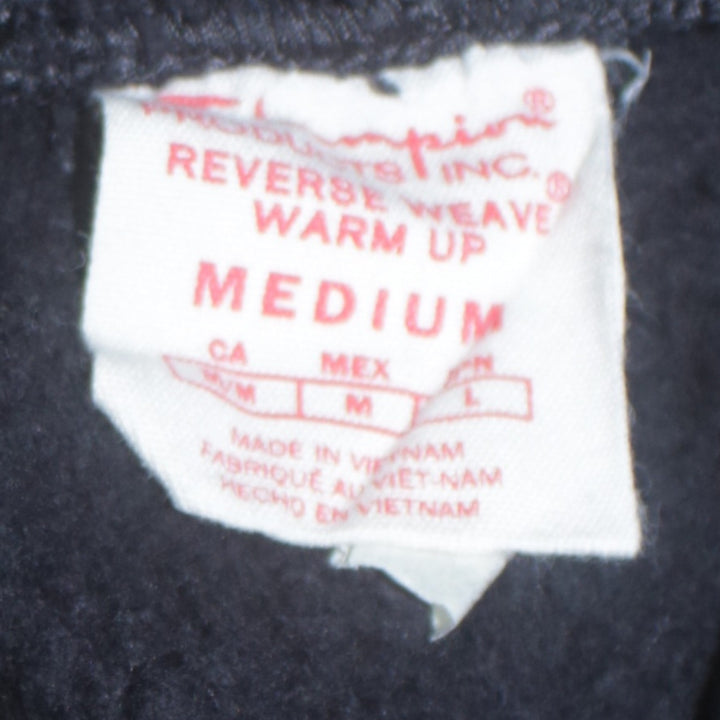 Champion®
PRODUCTS INC.
REVERSE WEAVE®
WARM UP
MEDIUM
CA MEX
M/M M L
MADE IN VIETNAM
FABRIQUÉ AU VIÊT-NAM
HECHO EN VIETNAM